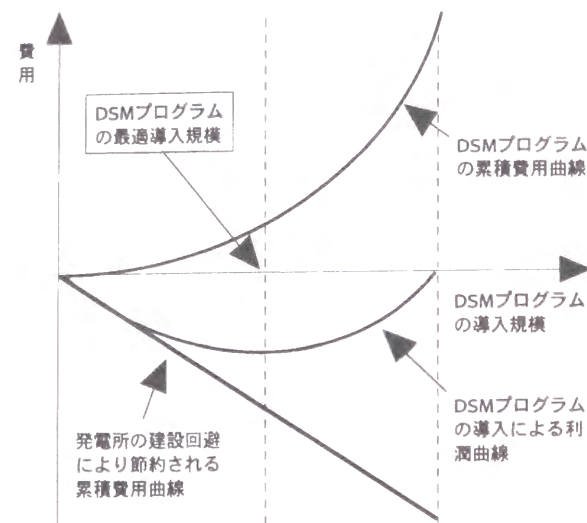 費
用
DSMプログラム
の最適導入規模
DSMプログラム
の累積費用曲線
DSMプログラム
の導入規模
DSMプログラム
の導入による利
潤曲線
発電所の建設回避
により節約される
累積費用曲線